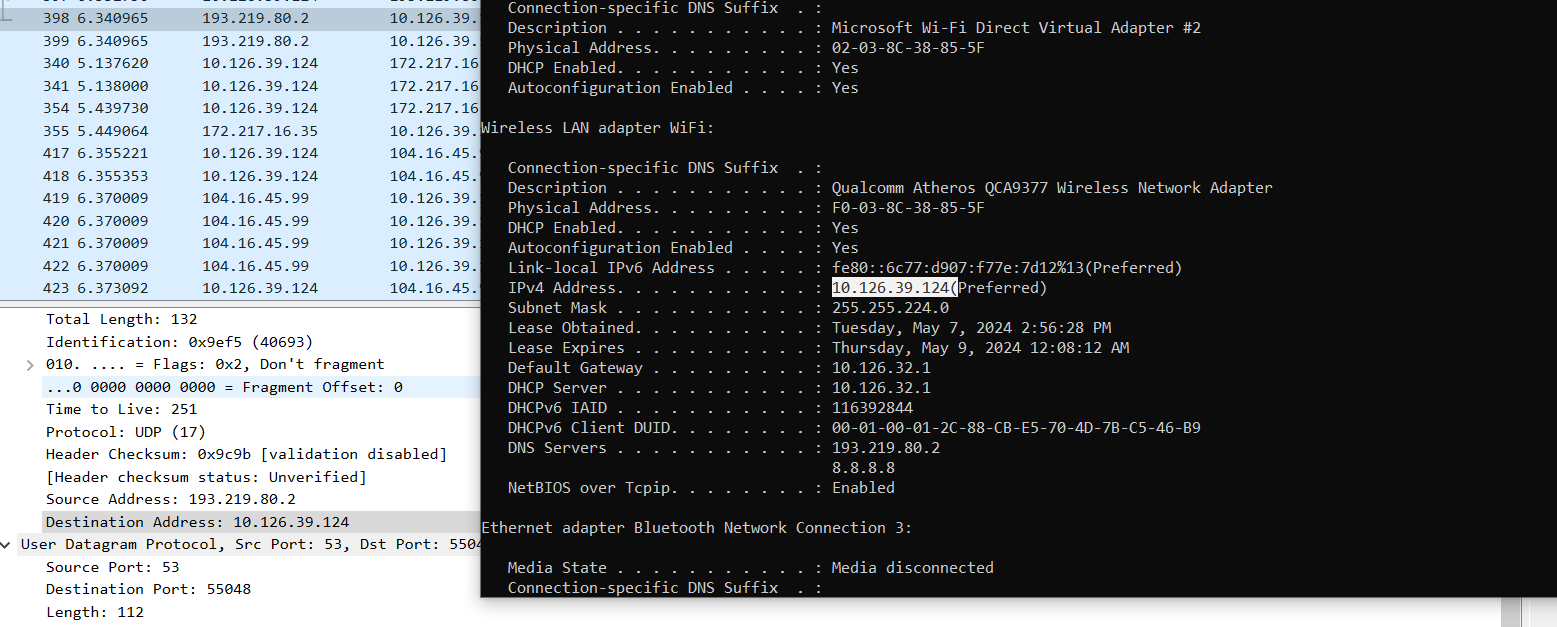 398 6.340965 193.219.80.2 10.126.39.
399 6.340965 193.219.80.2 10.126.39.
340 5.137620 10.126.39.124 172.217.16
341 5.138000 10.126.39.124 172.217.16
354 5.439730 10.126.39.124 172.217.16
355 5.449064 172.217.16.35 10.126.39.
417 6.355221 10.126.39.124 104.16.45.
418 6.355353 10.126.39.124 104.16.45.
419 6.370009 104.16.45.99 10.126.39.
420 6.370009 104.16.45.99 10.126.39.
421 6.370009 104.16.45.99 10.126.39.
422 6.370009 104.16.45.99 10.126.39.
423 6.373092 10.126.39.124 104.16.45.
Total Length: 132
Identification: 0x9ef5 (40693)
010. .... = Flags: 0x2, Don't fragment
...0 0000 0000 0000 = Fragment Offset: 0
Time to Live: 251
Protocol: UDP (17)
Header Checksum: 0x9c9b [validation disabled]
[Header checksum status: Unverified]
Source Address: 193.219.80.2
Destination Address: 10.126.39.124
User Datagram Protocol, Src Port: 53, Dst Port: 5504
Source Port: 53
Destination Port: 55048
Length: 112
Connection-specific DNS Suffix  . :
Description . . . . . . . . . . . : Microsoft Wi-Fi Direct Virtual Adapter #2
Physical Address. . . . . . . . . : 02-03-8C-38-85-5F
DHCP Enabled. . . . . . . . . . . : Yes
Autoconfiguration Enabled . . . . : Yes
Wireless LAN adapter WiFi:
Connection-specific DNS Suffix  . :
Description . . . . . . . . . . . : Qualcomm Atheros QCA9377 Wireless Network Adapter
Physical Address. . . . . . . . . : F0-03-8C-38-85-5F
DHCP Enabled. . . . . . . . . . . : Yes
Autoconfiguration Enabled . . . . : Yes
Link-local IPv6 Address . . . . . : fe80::6c77:d907:f77e:7d12%13(Preferred)
IPv4 Address. . . . . . . . . . . : 10.126.39.124(Preferred)
Subnet Mask . . . . . . . . . . . : 255.255.224.0
Lease Obtained. . . . . . . . . . : Tuesday, May 7, 2024 2:56:28 PM
Lease Expires . . . . . . . . . . : Thursday, May 9, 2024 12:08:12 AM
Default Gateway . . . . . . . . . : 10.126.32.1
DHCP Server . . . . . . . . . . . : 10.126.32.1
DHCPv6 IAID . . . . . . . . . . . : 116392844
DHCPv6 Client DUID. . . . . . . . : 00-01-00-01-2C-88-CB-E5-70-4D-7B-C5-46-B9
DNS Servers . . . . . . . . . . . : 193.219.80.2
8.8.8.8
NetBIOS over Tcpip. . . . . . . . : Enabled
Ethernet adapter Bluetooth Network Connection 3:
Media State . . . . . . . . . . . : Media disconnected
Connection-specific DNS Suffix  . :